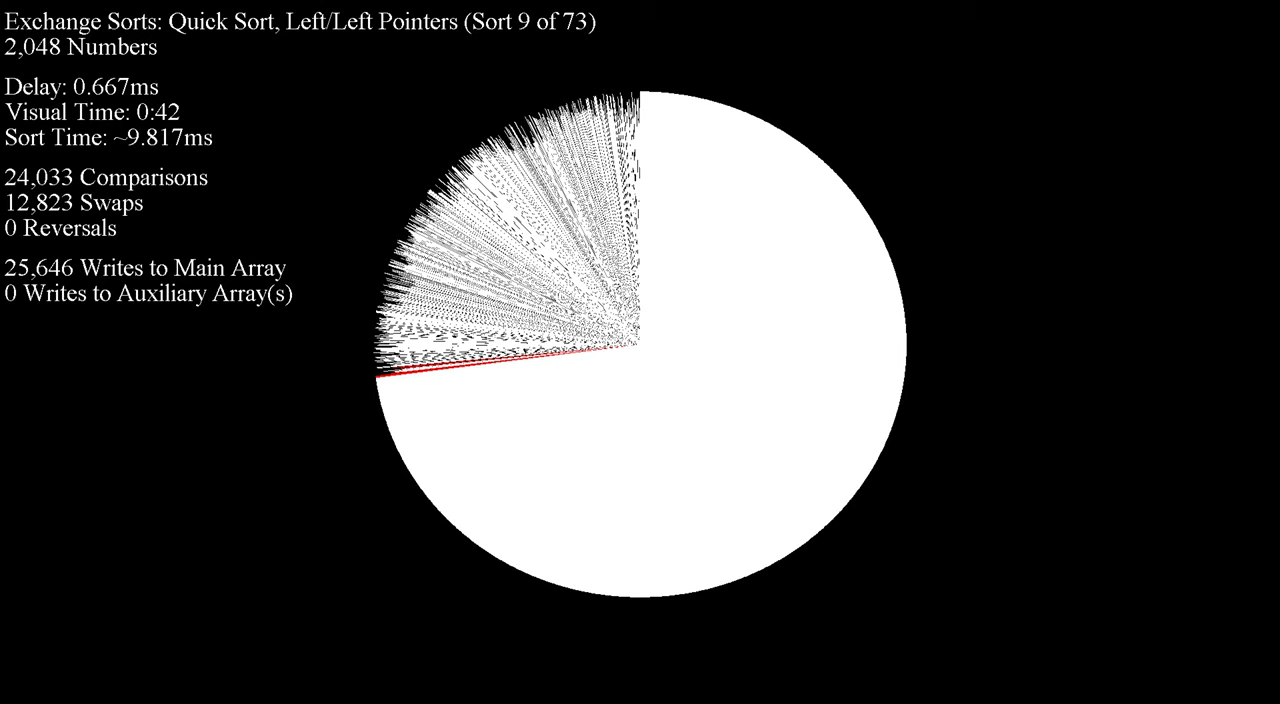 Exchange Sorts: Quick Sort, Left/Left Pointers (Sort 9 of 73)
2,048 Numbers
Delay: 0.667ms
Visual Time: 0:42
Sort Time: ~9.817ms
24,033 Comparisons
12,823 Swaps
0 Reversals
25,646 Writes to Main Array
0 Writes to Auxiliary Array(s)